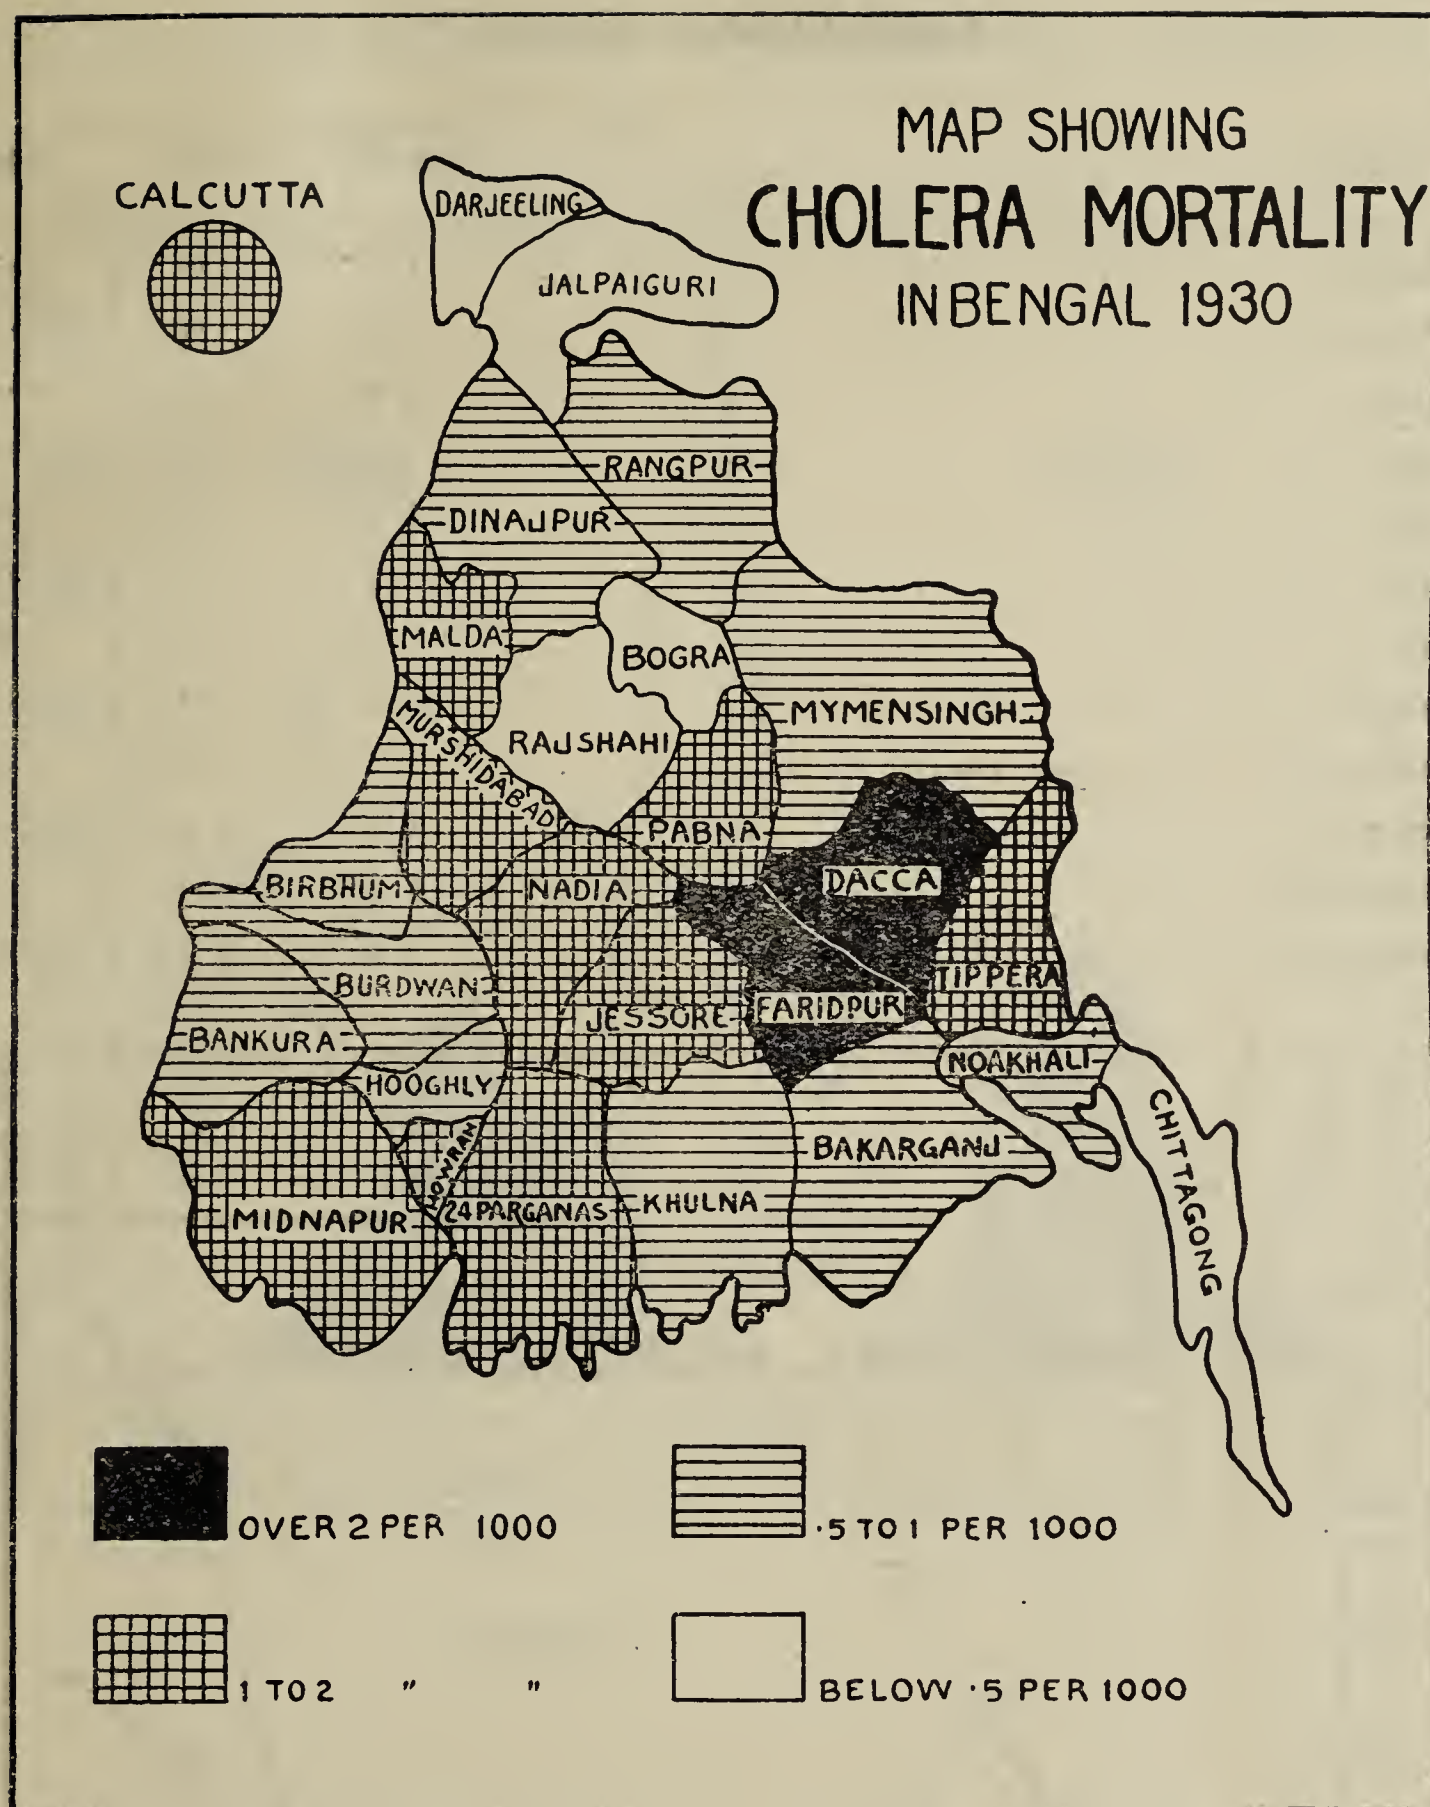 MAP SHOWING
CHOLERA MORTALITY
IN BENGAL 1930
CALCUTTA
DARJEELING
JALPAIGURI
RANGPUR
DINAJPUR
MALDA
BOGRA
MURSHIDABAD
RAJSHAHI
MYMENSINGH
PABNA
BIRBHUM
NADIA
DACCA
BURDWAN
TIPPERA
BANKURA
JESSORE
FARIDPUR
HOOGHLY
NOAKHALI
HOWRAH
BAKARGANJ
CHITTAGONG
MIDNAPUR
24 PARGANAS
KHULNA
OVER 2 PER 1000
·5 TO 1 PER 1000
1 TO 2 " "
BELOW ·5 PER 1000